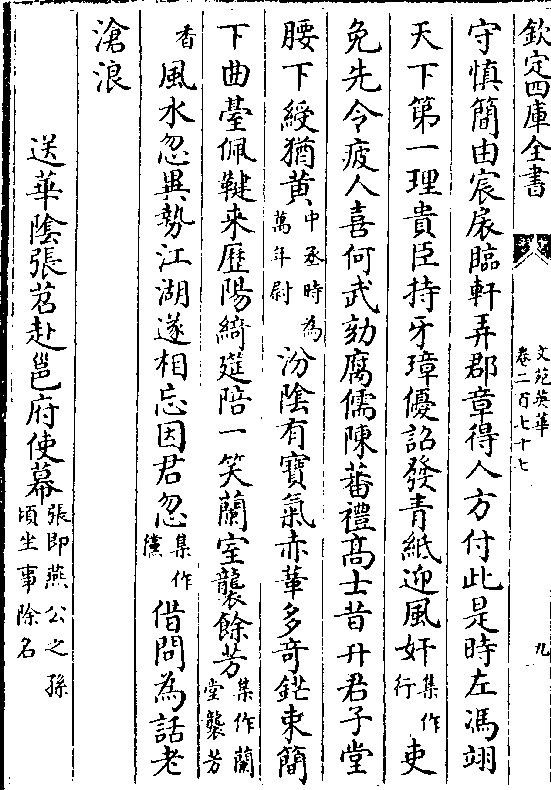 欽定四庫全書
文苑英華
卷二百七十七
九
守慎簡由宸扆臨軒弄郡章得人方付此是時左馮翊
天下第一理貴臣持牙璋優詔發青紙迎風奸集作行吏
免先令疲人喜何武劾腐儒陳蕃禮高士昔升君子堂
腰下綬猶黄中丞時為萬年尉汾陰有寶氣赤華多奇鋩束簡
下曲臺佩鞬來歴陽綺筵陪一笑蘭室襲餘芳集作蘭堂襲芳
香風水忽異勢江湖遂相忘因君忽集作儻借問為話老
滄浪
送華陰張苕赴邕府使幕張即燕公之孫頃坐事除名